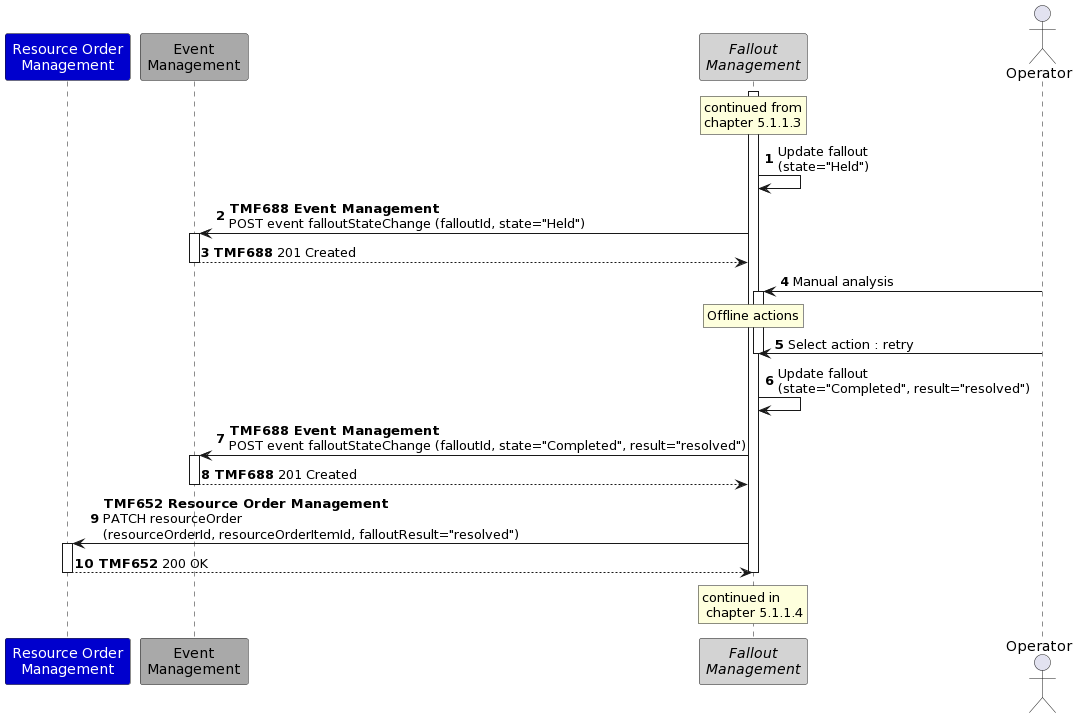 Operator
Resource Order
Management
Event
Management
Fallout
Management
continued from
chapter 5.1.1.3
1 Update fallout
(state="Held")
2 TMF688 Event Management
POST event falloutStateChange (falloutId, state="Held")
3 TMF688 201 Created
4 Manual analysis
Offline actions
5 Select action : retry
6 Update fallout
(state="Completed", result="resolved")
7 TMF688 Event Management
POST event falloutStateChange (falloutId, state="Completed", result="resolved")
8 TMF688 201 Created
9 TMF652 Resource Order Management
PATCH resourceOrder
(resourceOrderId, resourceOrderItemId, falloutResult="resolved")
10 TMF652 200 OK
continued in
chapter 5.1.1.4
Resource Order
Management
Event
Management
Fallout
Management
Operator